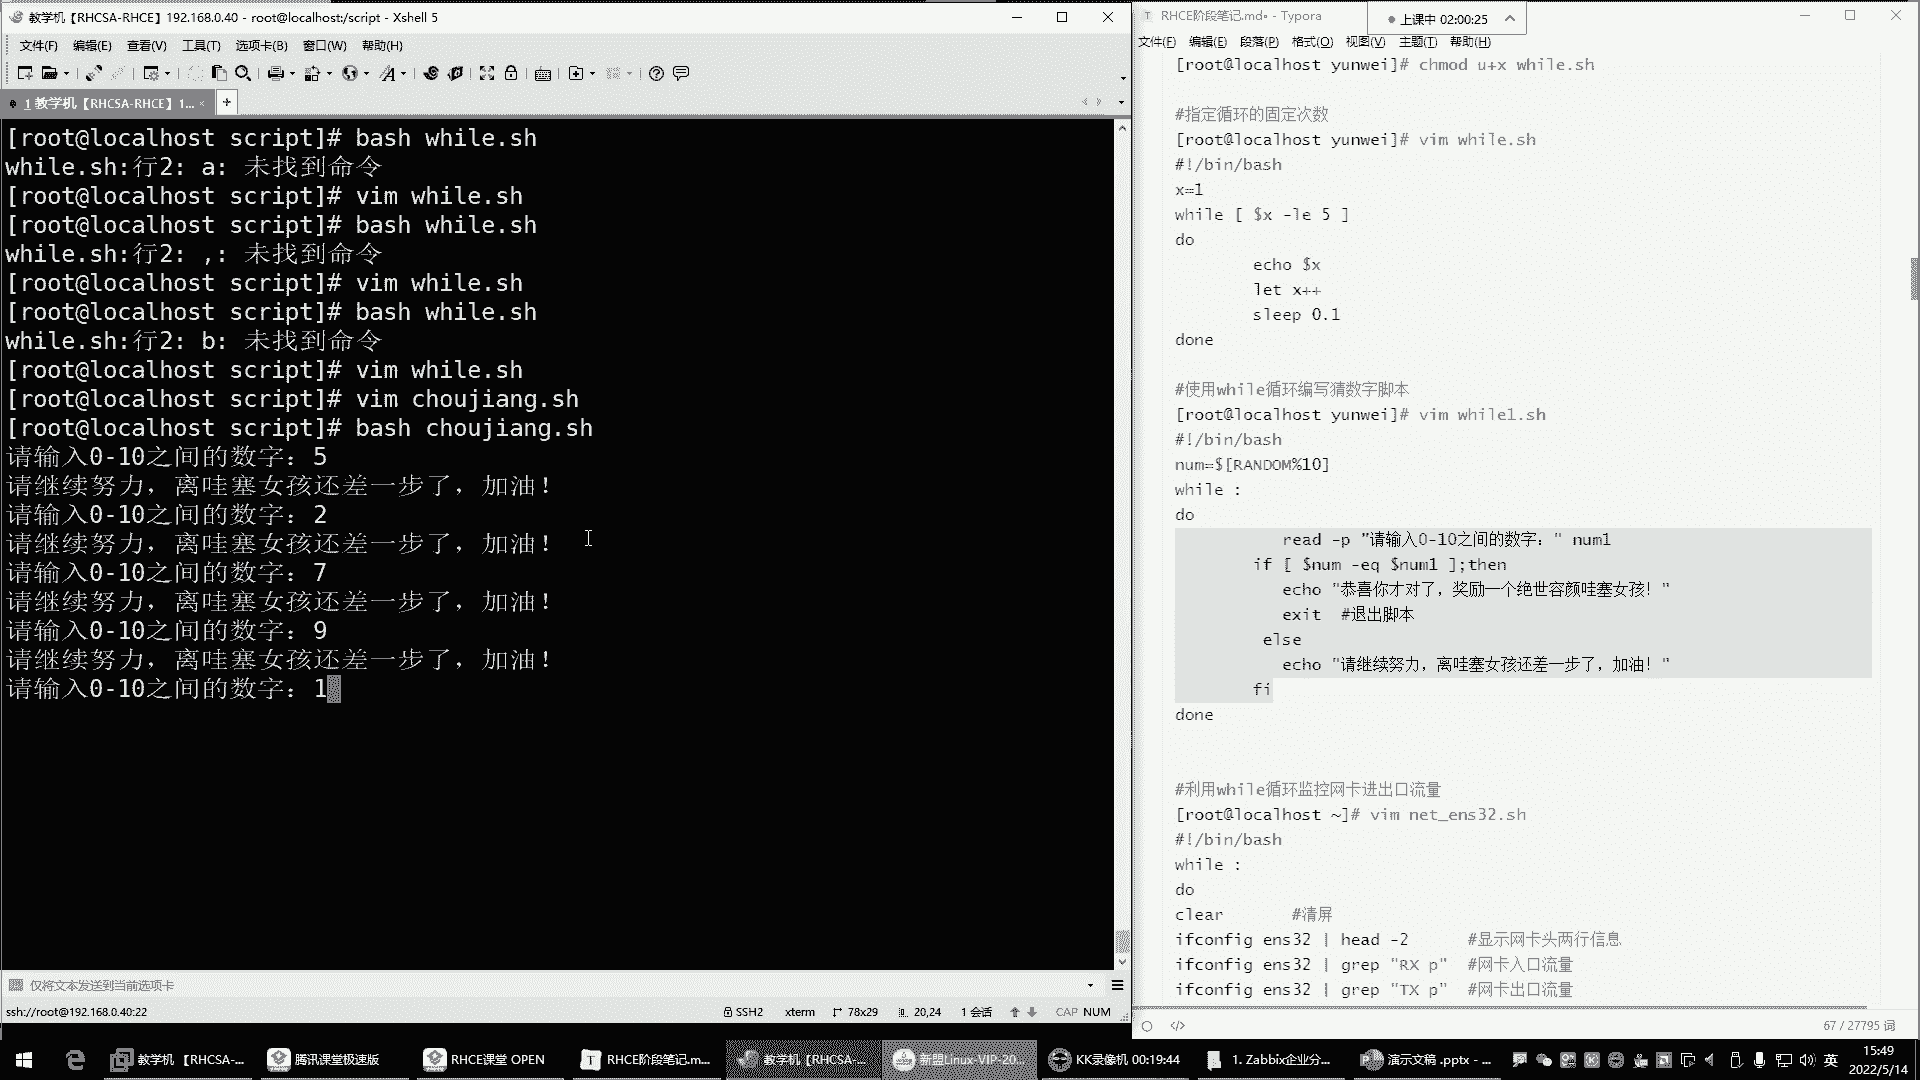 教学机【RHCSA-RHCE】192.168.0.40 - root@localhost:/script - Xshell 5
文件(F) 编辑(E) 查看(V) 工具(T) 选项卡(B) 窗口(W) 帮助(H)
1 教学机【RHCSA-RHCE】1...
[root@localhost script]# bash while.sh
while.sh:行2: a: 未找到命令
[root@localhost script]# vim while.sh
[root@localhost script]# bash while.sh
while.sh:行2: ,: 未找到命令
[root@localhost script]# vim while.sh
[root@localhost script]# bash while.sh
while.sh:行2: b: 未找到命令
[root@localhost script]# vim while.sh
[root@localhost script]# vim choujiang.sh
[root@localhost script]# bash choujiang.sh
请输入0-10之间的数字：5
请继续努力，离哇塞女孩还差一步了，加油！
请输入0-10之间的数字：2
请继续努力，离哇塞女孩还差一步了，加油！
请输入0-10之间的数字：7
请继续努力，离哇塞女孩还差一步了，加油！
请输入0-10之间的数字：9
请继续努力，离哇塞女孩还差一步了，加油！
请输入0-10之间的数字：1
仅将文本发送到当前选项卡
ssh://root@192.168.0.40:22 SSH2 xterm 78x29 20,24 1 会话 CAP NUM
RHCE阶段笔记.md• - Typora
上课中 02:00:25
文件(F) 编辑(E) 段落(P) 格式(O) 视图(V) 主题(T) 帮助(H)
[root@localhost yunwei]# chmod u+x while.sh
#指定循环的固定次数
[root@localhost yunwei]# vim while.sh
#!/bin/bash
x=1
while [ $x -le 5 ]
do
echo $x
let x++
sleep 0.1
done
#使用while循环编写猜数字脚本
[root@localhost yunwei]# vim while1.sh
#!/bin/bash
num=$[RANDOM%10]
while :
do
read -p "请输入0-10之间的数字：" num1
if [ $num -eq $num1 ];then
echo "恭喜你才对了，奖励一个绝世容颜哇塞女孩！"
exit #退出脚本
else
echo "请继续努力，离哇塞女孩还差一步了，加油！"
fi
done
#利用while循环监控网卡进出口流量
[root@localhost ~]# vim net_ens32.sh
#!/bin/bash
while :
do
clear #清屏
ifconfig ens32 | head -2 #显示网卡头两行信息
ifconfig ens32 | grep "RX p" #网卡入口流量
ifconfig ens32 | grep "TX p" #网卡出口流量
67 / 27795 词
教学机 【RHCSA-... 腾讯课堂极速版 RHCE课堂 OPEN RHCE阶段笔记.m... 教学机【RHCSA-... 新盟Linux-VIP-20... KK录像机 00:19:44 1. Zabbix企业分... 演示文稿 .pptx - ... 英
15:49
2022/5/14